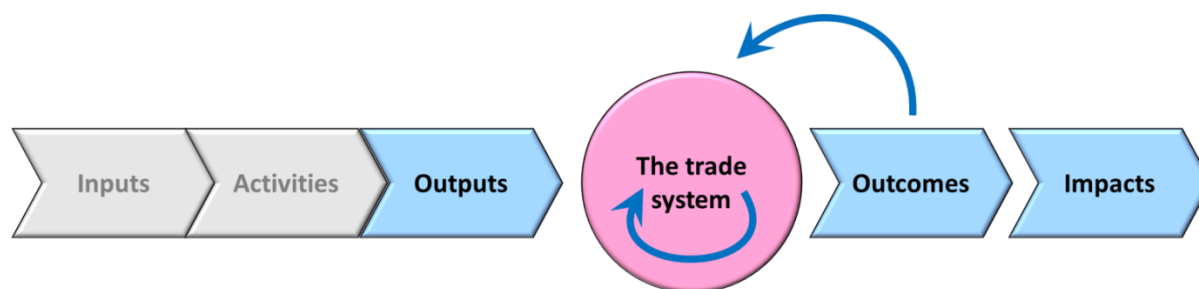 Inputs
Activities
Outputs
The trade
system
Outcomes
Impacts